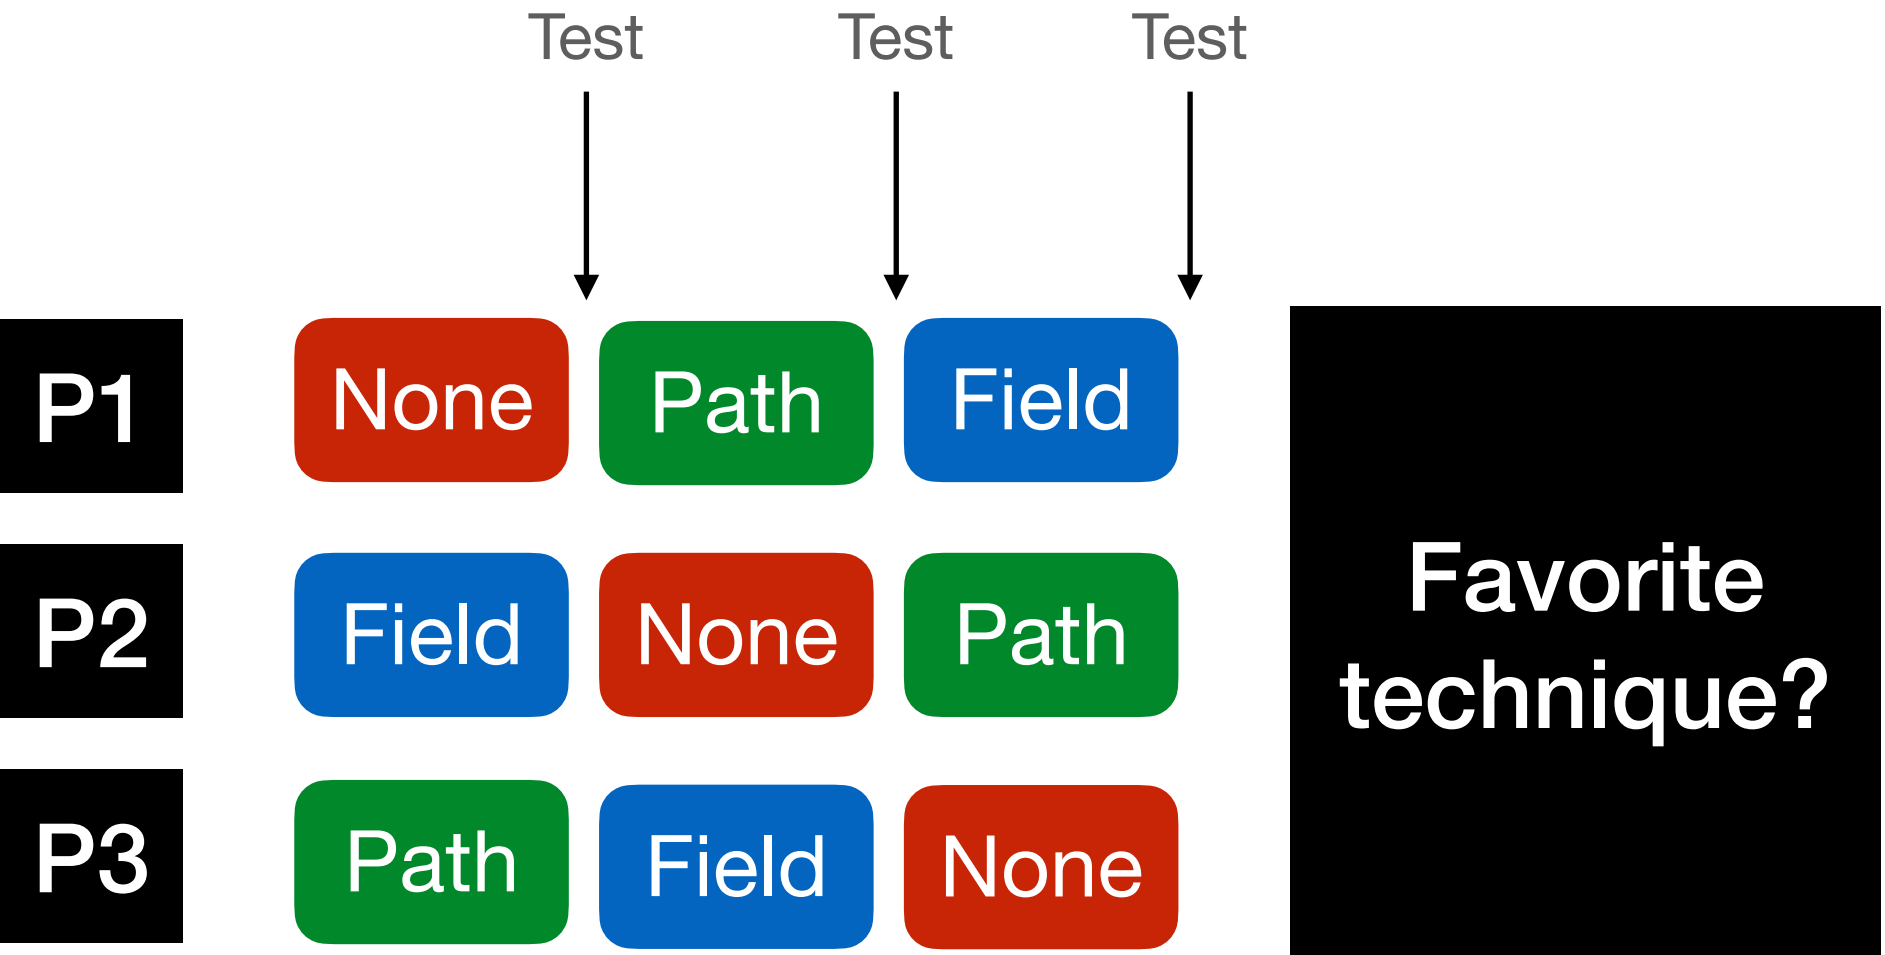 Test Test Test
P1 None Path Field
P2 Field None Path
P3 Path Field None
Favorite
technique?